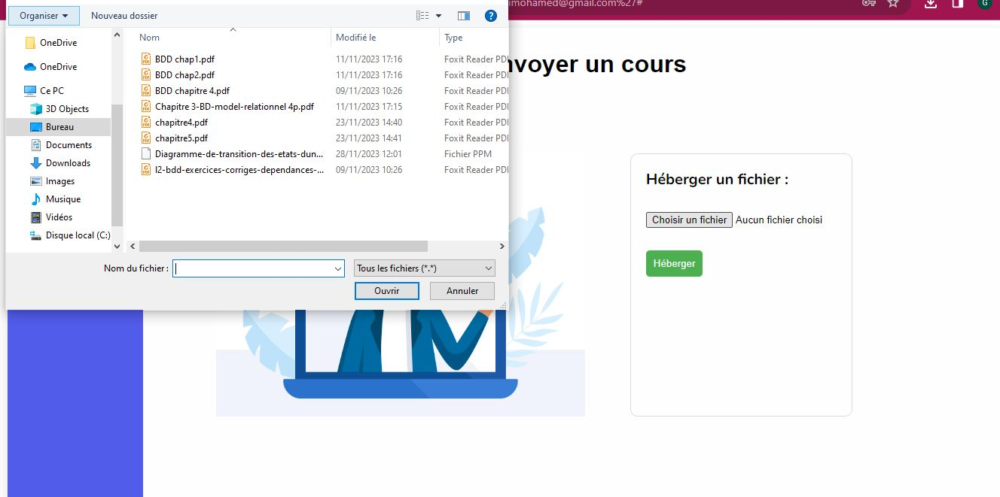 imohamed@gmail.com%27#
G
Organiser
Nouveau dossier
?
OneDrive
OneDrive
Ce PC
3D Objects
Bureau
Documents
Downloads
Images
Musique
Vidéos
Disque local (C:)
Nom Modifié le Type
BDD chap1.pdf 11/11/2023 17:16 Foxit Reader PD
BDD chap2.pdf 11/11/2023 17:16 Foxit Reader PD
BDD chapitre 4.pdf 09/11/2023 10:26 Foxit Reader PD
Chapitre 3-BD-model-relationnel 4p.pdf 11/11/2023 17:15 Foxit Reader PD
chapitre4.pdf 23/11/2023 14:40 Foxit Reader PD
chapitre5.pdf 23/11/2023 14:41 Foxit Reader PD
Diagramme-de-transition-des-etats-dun... 28/11/2023 12:01 Fichier PPM
l2-bdd-exercices-corriges-dependances-... 09/11/2023 10:26 Foxit Reader PD
Nom du fichier : Tous les fichiers (*.*)
Ouvrir Annuler
nvoyer un cours
Héberger un fichier :
Choisir un fichier Aucun fichier choisi
Héberger